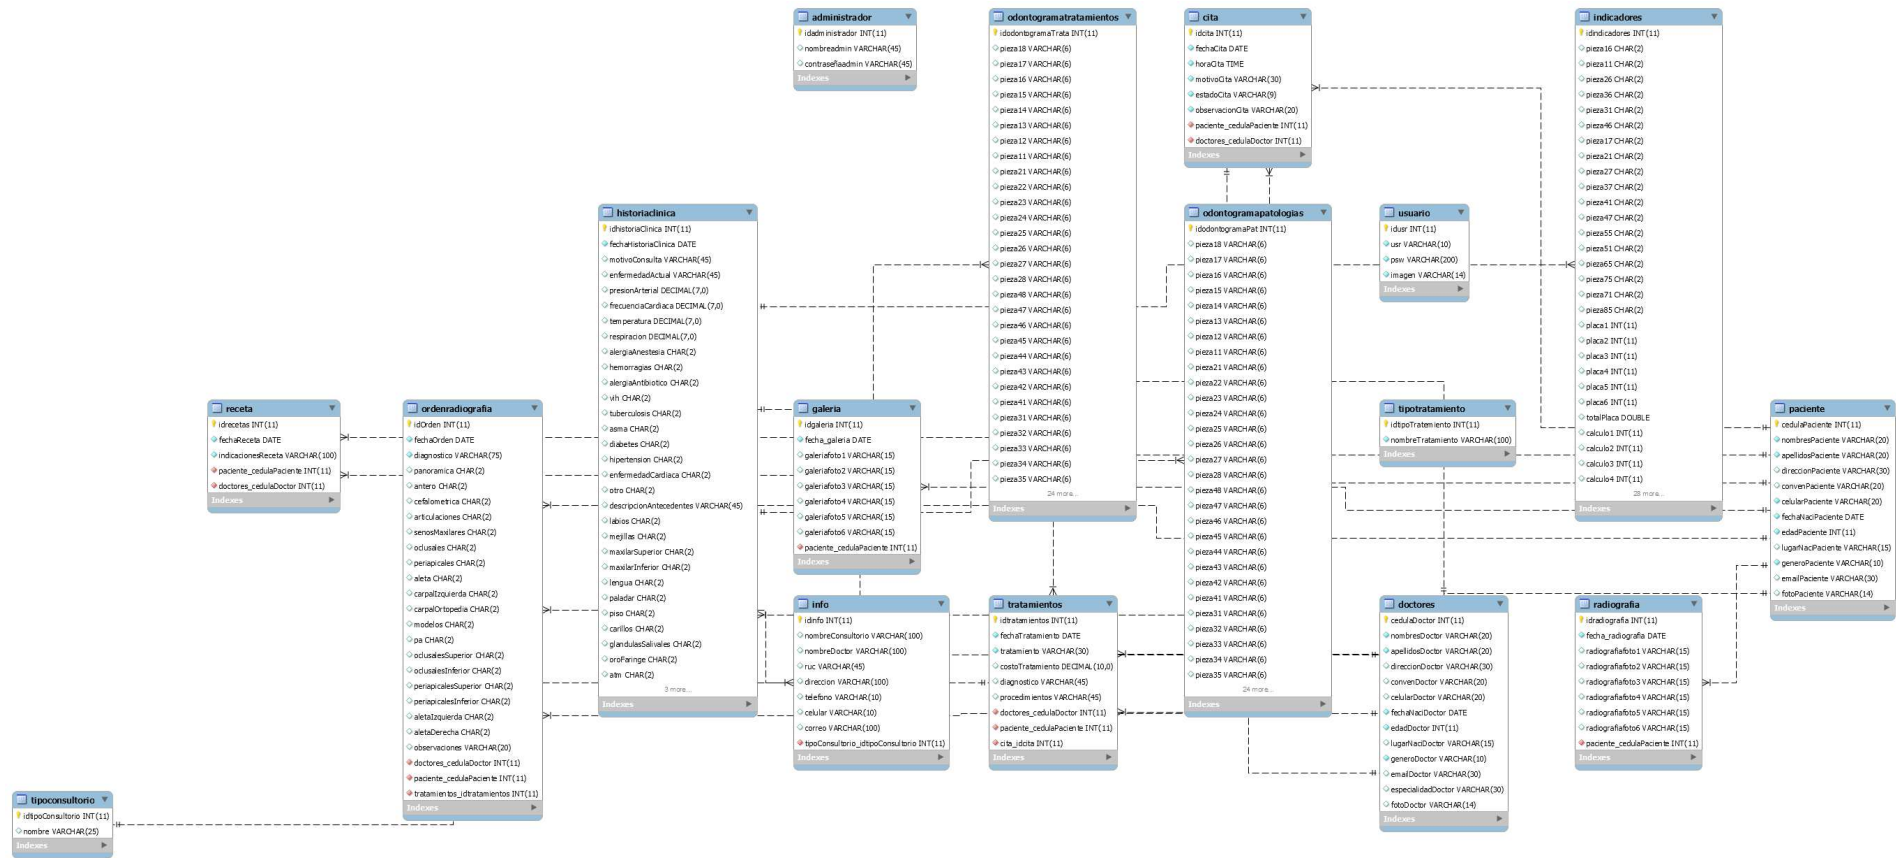 administrador
idadministrador INT(11)
nombreadmin VARCHAR(45)
contraseñaadmin VARCHAR(45)
Indexes
odontogramatratamientos
idodontogramaTrata INT(11)
pieza18 VARCHAR(6)
pieza17 VARCHAR(6)
pieza16 VARCHAR(6)
pieza15 VARCHAR(6)
pieza14 VARCHAR(6)
pieza13 VARCHAR(6)
pieza12 VARCHAR(6)
pieza11 VARCHAR(6)
pieza21 VARCHAR(6)
pieza22 VARCHAR(6)
pieza23 VARCHAR(6)
pieza24 VARCHAR(6)
pieza25 VARCHAR(6)
pieza26 VARCHAR(6)
pieza27 VARCHAR(6)
pieza28 VARCHAR(6)
pieza48 VARCHAR(6)
pieza47 VARCHAR(6)
pieza46 VARCHAR(6)
pieza45 VARCHAR(6)
pieza44 VARCHAR(6)
pieza43 VARCHAR(6)
pieza42 VARCHAR(6)
pieza41 VARCHAR(6)
pieza31 VARCHAR(6)
pieza32 VARCHAR(6)
pieza33 VARCHAR(6)
pieza34 VARCHAR(6)
pieza35 VARCHAR(6)
24 more...
Indexes
cita
idcita INT(11)
fechaCita DATE
horaCita TIME
motivoCita VARCHAR(30)
estadoCita VARCHAR(9)
observacionCita VARCHAR(20)
paciente_cedulaPaciente INT(11)
doctores_cedulaDoctor INT(11)
Indexes
indicadores
idindicadores INT(11)
pieza16 CHAR(2)
pieza11 CHAR(2)
pieza26 CHAR(2)
pieza36 CHAR(2)
pieza31 CHAR(2)
pieza46 CHAR(2)
pieza17 CHAR(2)
pieza21 CHAR(2)
pieza27 CHAR(2)
pieza37 CHAR(2)
pieza41 CHAR(2)
pieza47 CHAR(2)
pieza55 CHAR(2)
pieza51 CHAR(2)
pieza65 CHAR(2)
pieza75 CHAR(2)
pieza71 CHAR(2)
pieza85 CHAR(2)
placa1 INT(11)
placa2 INT(11)
placa3 INT(11)
placa4 INT(11)
placa5 INT(11)
placa6 INT(11)
totalPlaca DOUBLE
calculo1 INT(11)
calculo2 INT(11)
calculo3 INT(11)
calculo4 INT(11)
28 more...
Indexes
historiaclinica
idhistoriaClinica INT(11)
fechaHistoriaClinica DATE
motivoConsulta VARCHAR(45)
enfermedadActual VARCHAR(45)
presionArterial DECIMAL(7,0)
frecuenciaCardiaca DECIMAL(7,0)
temperatura DECIMAL(7,0)
respiracion DECIMAL(7,0)
alergiaAnestesia CHAR(2)
hemorragias CHAR(2)
alergiaAntibiotico CHAR(2)
vih CHAR(2)
tuberculosis CHAR(2)
asma CHAR(2)
diabetes CHAR(2)
hipertension CHAR(2)
enfermedadCardiaca CHAR(2)
otro CHAR(2)
descripcionAntecedentes VARCHAR(45)
labios CHAR(2)
mejillas CHAR(2)
maxilarSuperior CHAR(2)
maxilarInferior CHAR(2)
lengua CHAR(2)
paladar CHAR(2)
piso CHAR(2)
carillos CHAR(2)
glandulasSalivales CHAR(2)
oroFaringe CHAR(2)
atm CHAR(2)
3 more...
Indexes
odontogramapatologias
idodontogramaPat INT(11)
pieza18 VARCHAR(6)
pieza17 VARCHAR(6)
pieza16 VARCHAR(6)
pieza15 VARCHAR(6)
pieza14 VARCHAR(6)
pieza13 VARCHAR(6)
pieza12 VARCHAR(6)
pieza11 VARCHAR(6)
pieza21 VARCHAR(6)
pieza22 VARCHAR(6)
pieza23 VARCHAR(6)
pieza24 VARCHAR(6)
pieza25 VARCHAR(6)
pieza26 VARCHAR(6)
pieza27 VARCHAR(6)
pieza28 VARCHAR(6)
pieza48 VARCHAR(6)
pieza47 VARCHAR(6)
pieza46 VARCHAR(6)
pieza45 VARCHAR(6)
pieza44 VARCHAR(6)
pieza43 VARCHAR(6)
pieza42 VARCHAR(6)
pieza41 VARCHAR(6)
pieza31 VARCHAR(6)
pieza32 VARCHAR(6)
pieza33 VARCHAR(6)
pieza34 VARCHAR(6)
pieza35 VARCHAR(6)
24 more...
Indexes
usuario
idusr INT(11)
usr VARCHAR(10)
psw VARCHAR(200)
imagen VARCHAR(14)
Indexes
receta
idrecetas INT(11)
fechaReceta DATE
indicacionesReceta VARCHAR(100)
paciente_cedulaPaciente INT(11)
doctores_cedulaDoctor INT(11)
Indexes
ordenradiografia
idOrden INT(11)
fechaOrden DATE
diagnostico VARCHAR(75)
panoramica CHAR(2)
antero CHAR(2)
cefalometrica CHAR(2)
articulaciones CHAR(2)
senosMaxilares CHAR(2)
oclusales CHAR(2)
periapicales CHAR(2)
aleta CHAR(2)
carpalIzquierda CHAR(2)
carpalOrtopedia CHAR(2)
modelos CHAR(2)
pa CHAR(2)
oclusalesSuperior CHAR(2)
oclusalesInferior CHAR(2)
periapicalesSuperior CHAR(2)
periapicalesInferior CHAR(2)
aletaIzquierda CHAR(2)
aletaDerecha CHAR(2)
observaciones VARCHAR(20)
doctores_cedulaDoctor INT(11)
paciente_cedulaPaciente INT(11)
tratamientos_idtratamientos INT(11)
Indexes
galeria
idgaleria INT(11)
fecha_galeria DATE
galeriafoto1 VARCHAR(15)
galeriafoto2 VARCHAR(15)
galeriafoto3 VARCHAR(15)
galeriafoto4 VARCHAR(15)
galeriafoto5 VARCHAR(15)
galeriafoto6 VARCHAR(15)
paciente_cedulaPaciente INT(11)
Indexes
tipotratamiento
idtipoTratemiento INT(11)
nombreTratamiento VARCHAR(100)
Indexes
paciente
cedulaPaciente INT(11)
nombresPaciente VARCHAR(20)
apellidosPaciente VARCHAR(20)
direccionPaciente VARCHAR(30)
convenPaciente VARCHAR(20)
celularPaciente VARCHAR(20)
fechaNaciPaciente DATE
edadPaciente INT(11)
lugarNaciPaciente VARCHAR(15)
generoPaciente VARCHAR(10)
emailPaciente VARCHAR(30)
fotoPaciente VARCHAR(14)
Indexes
info
idinfo INT(11)
nombreConsultorio VARCHAR(100)
nombreDoctor VARCHAR(100)
ruc VARCHAR(45)
direccion VARCHAR(100)
telefono VARCHAR(10)
celular VARCHAR(10)
correo VARCHAR(100)
tipoConsultorio_idtipoConsultorio INT(11)
Indexes
tratamientos
idtratamientos INT(11)
fechaTratamiento DATE
tratamiento VARCHAR(30)
costoTratamiento DECIMAL(10,0)
diagnostico VARCHAR(45)
procedimientos VARCHAR(45)
doctores_cedulaDoctor INT(11)
paciente_cedulaPaciente INT(11)
cita_idcita INT(11)
Indexes
doctores
cedulaDoctor INT(11)
nombresDoctor VARCHAR(20)
apellidosDoctor VARCHAR(20)
direccionDoctor VARCHAR(30)
convenDoctor VARCHAR(20)
celularDoctor VARCHAR(20)
fechaNaciDoctor DATE
edadDoctor INT(11)
lugarNaciDoctor VARCHAR(15)
generoDoctor VARCHAR(10)
emailDoctor VARCHAR(30)
especialidadDoctor VARCHAR(30)
fotoDoctor VARCHAR(14)
Indexes
radiografia
idradiografia INT(11)
fecha_radiografia DATE
radiografiafoto1 VARCHAR(15)
radiografiafoto2 VARCHAR(15)
radiografiafoto3 VARCHAR(15)
radiografiafoto4 VARCHAR(15)
radiografiafoto5 VARCHAR(15)
radiografiafoto6 VARCHAR(15)
paciente_cedulaPaciente INT(11)
Indexes
tipoconsultorio
idtipoConsultorio INT(11)
nombre VARCHAR(25)
Indexes